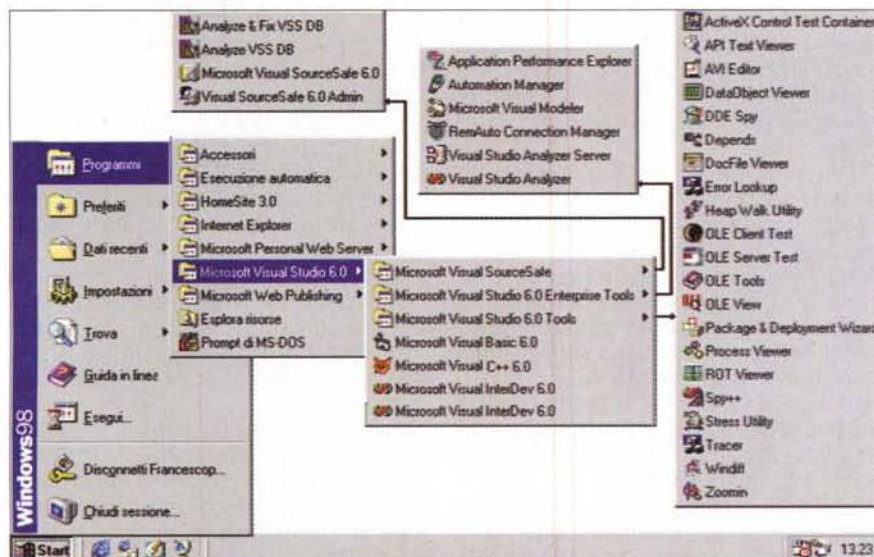 Analyze & Fix VSS DB
Analyze VSS DB
Microsoft Visual SourceSafe 6.0
Visual SourceSafe 6.0 Admin
Application Performance Explorer
Automation Manager
Microsoft Visual Modeler
RemAuto Connection Manager
Visual Studio Analyzer Server
Visual Studio Analyzer
ActiveX Control Test Container
API Text Viewer
AVI Editor
DataObject Viewer
DDE Spy
Depends
DocFile Viewer
Error Lookup
Heap Walk Utility
OLE Client Test
OLE Server Test
OLE Tools
OLE View
Package & Deployment Wizard
Process Viewer
ROT Viewer
Spy++
Stress Utility
Tracer
Windiff
Zoomin
Windows98
Programmi
Preferiti
Dati recenti
Impostazioni
Trova
Guida in linea
Esegui...
Disconnetti Francescop...
Chiudi sessione...
Accessori
Esecuzione automatica
HomeSite 3.0
Internet Explorer
Microsoft Personal Web Server
Microsoft Visual Studio 6.0
Microsoft Web Publishing
Esplora risorse
Prompt di MS-DOS
Microsoft Visual SourceSafe
Microsoft Visual Studio 6.0 Enterprise Tools
Microsoft Visual Studio 6.0 Tools
Microsoft Visual Basic 6.0
Microsoft Visual C++ 6.0
Microsoft Visual InterDev 6.0
Microsoft Visual InterDev 6.0
Start
13.23